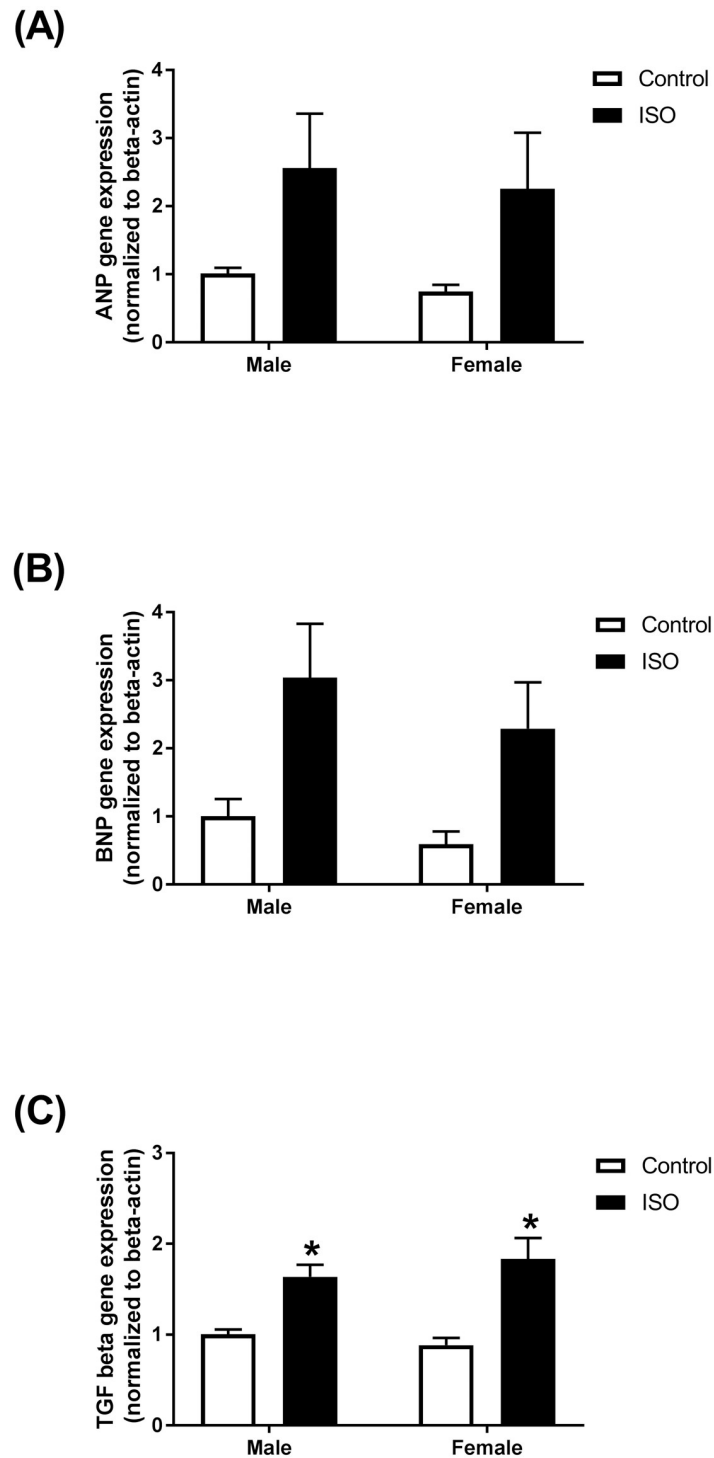 (A)
ANP gene expression
(normalized to beta-actin)
4
3
2
1
0
Male Female
Control
ISO
(B)
BNP gene expression
(normalized to beta-actin)
4
3
2
1
0
Male Female
Control
ISO
(C)
TGF beta gene expression
(normalized to beta-actin)
3
2
1
0
* *
Male Female
Control
ISO